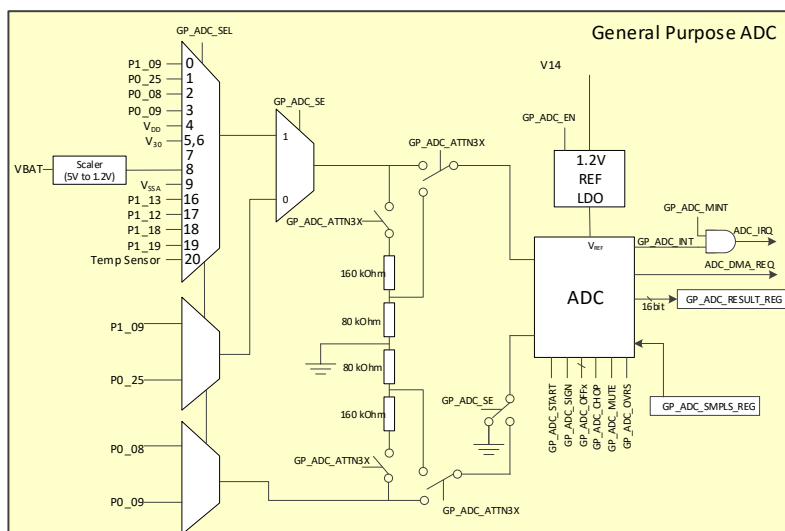 General Purpose ADC
GP_ADC_SEL
P1_09 0
P0_25 1
P0_08 2
P0_09 3
VDD 4
V30 5,6
7
VBAT Scaler (5V to 1.2V) 8
VSSA 9
P1_13 16
P1_12 17
P1_18 18
P1_19 19
Temp Sensor 20
GP_ADC_SE
1
0
P1_09
P0_25
P0_08
P0_09
GP_ADC_ATTN3X
GP_ADC_ATTN3X
160 kOhm
80 kOhm
80 kOhm
160 kOhm
GP_ADC_ATTN3X
GP_ADC_ATTN3X
GP_ADC_SE
V14
GP_ADC_EN
1.2V
REF
LDO
VREF
ADC
GP_ADC_MINT
GP_ADC_INT
ADC_IRQ
ADC_DMA_REQ
16bit
GP_ADC_RESULT_REG
GP_ADC_SMPLS_REG
GP_ADC_START
GP_ADC_SIGN
GP_ADC_OFFx
GP_ADC_CHOP
GP_ADC_MUTE
GP_ADC_OVRS